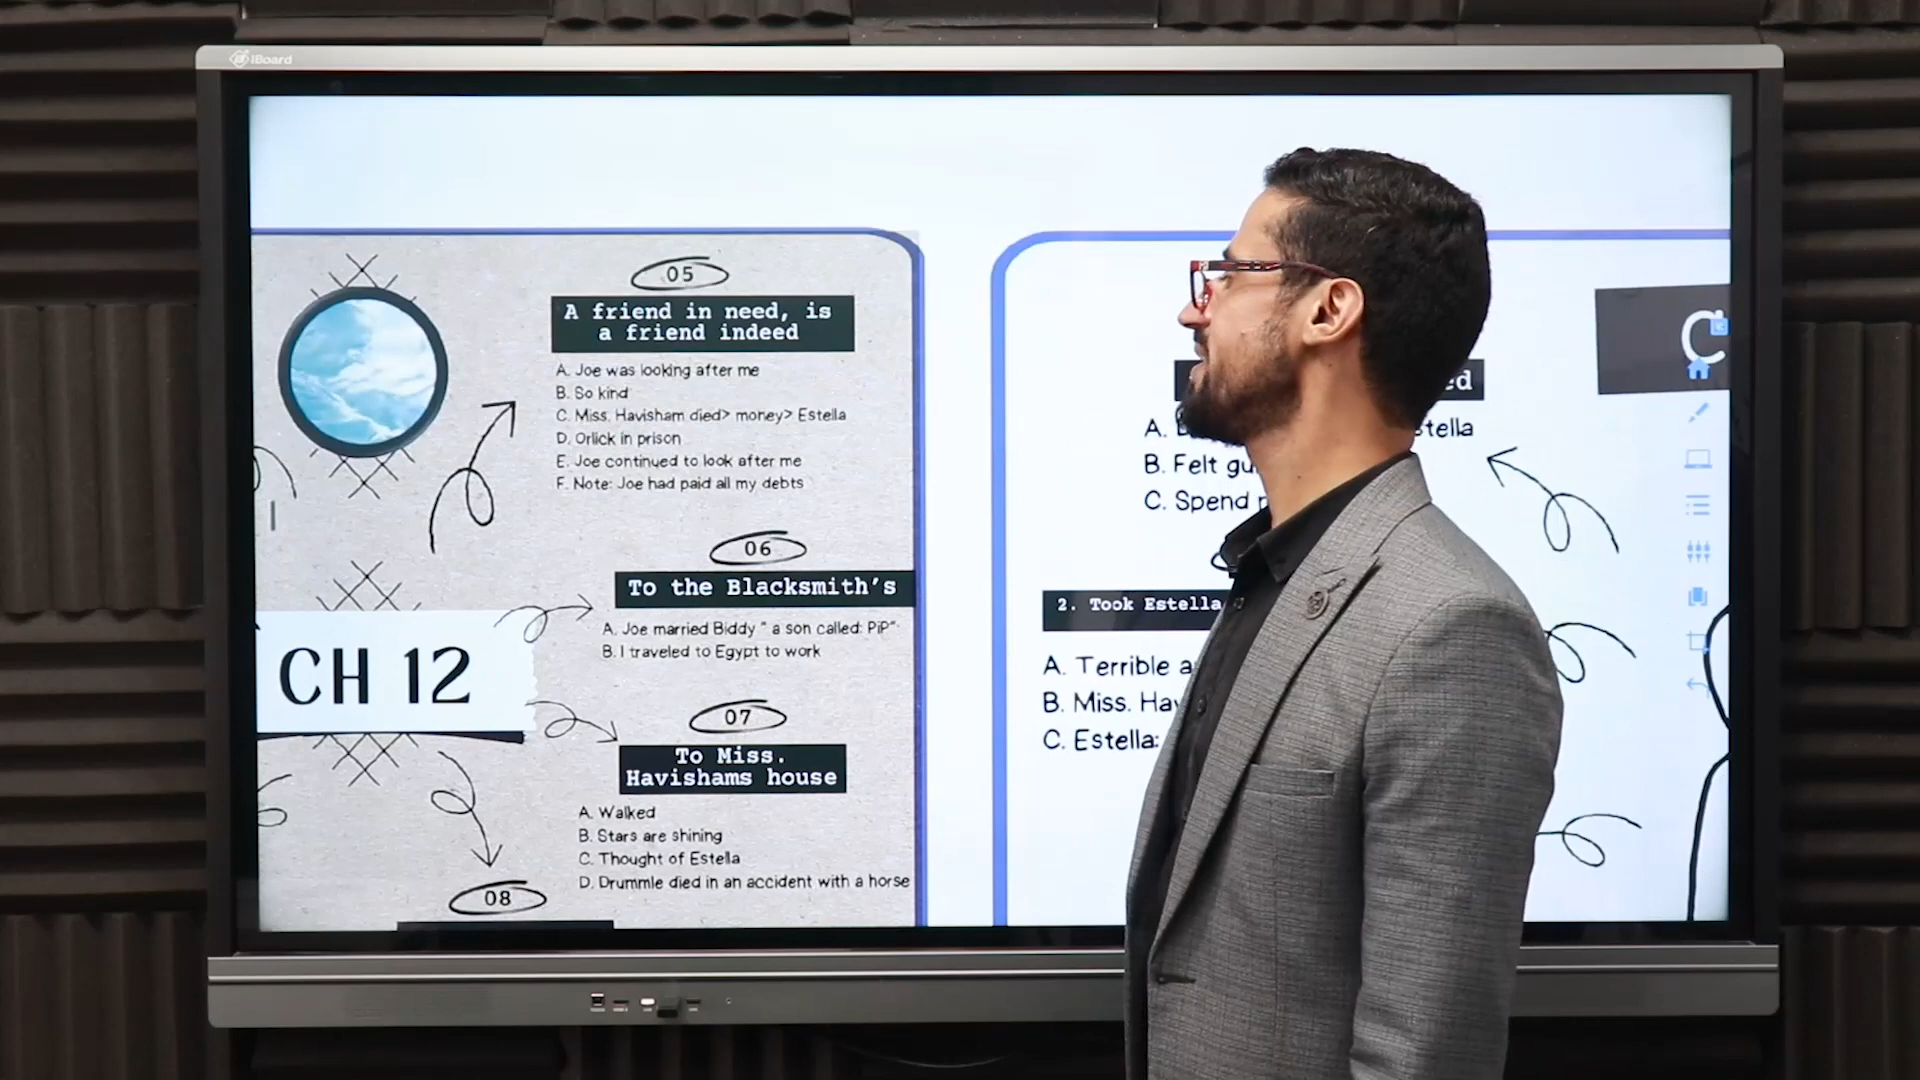 iBoard
05
A friend in need, is
a friend indeed
A. Joe was looking after me
B. So kind
C. Miss. Havisham died> money> Estella
D. Orlick in prison
E. Joe continued to look after me
F. Note: Joe had paid all my debts
06
To the Blacksmith's
A. Joe married Biddy " a son called: PiP"
B. I traveled to Egypt to work
CH 12
07
To Miss.
Havishams house
A. Walked
B. Stars are shining
C. Thought of Estella
D. Drummle died in an accident with a horse
08
A.
B. Felt
C. Spend
2. Took Estella
A. Terrible
B. Miss.
C. Estella: